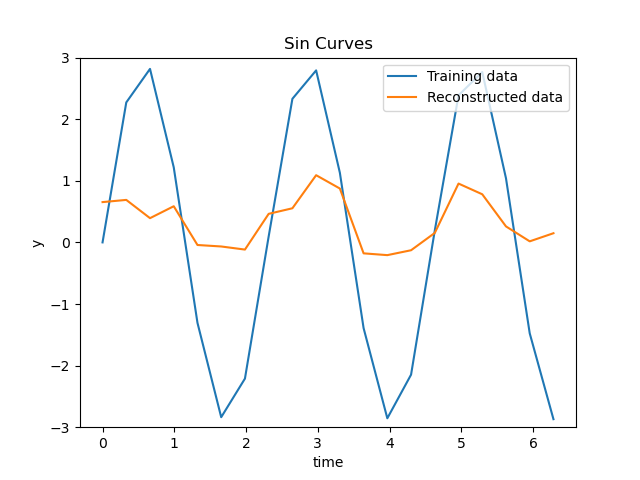 Sin Curves
Training data
Reconstructed data
3
2
1
0
−1
−2
−3
y
0 1 2 3 4 5 6
time